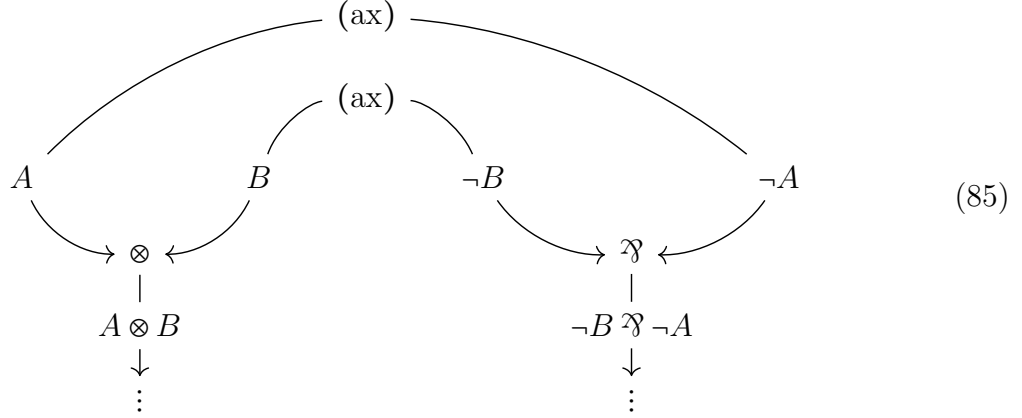 (ax)
(ax)
A B ¬B ¬A
(85)
⊗ ⅋
A ⊗ B ¬B ⅋ ¬A
⋮ ⋮